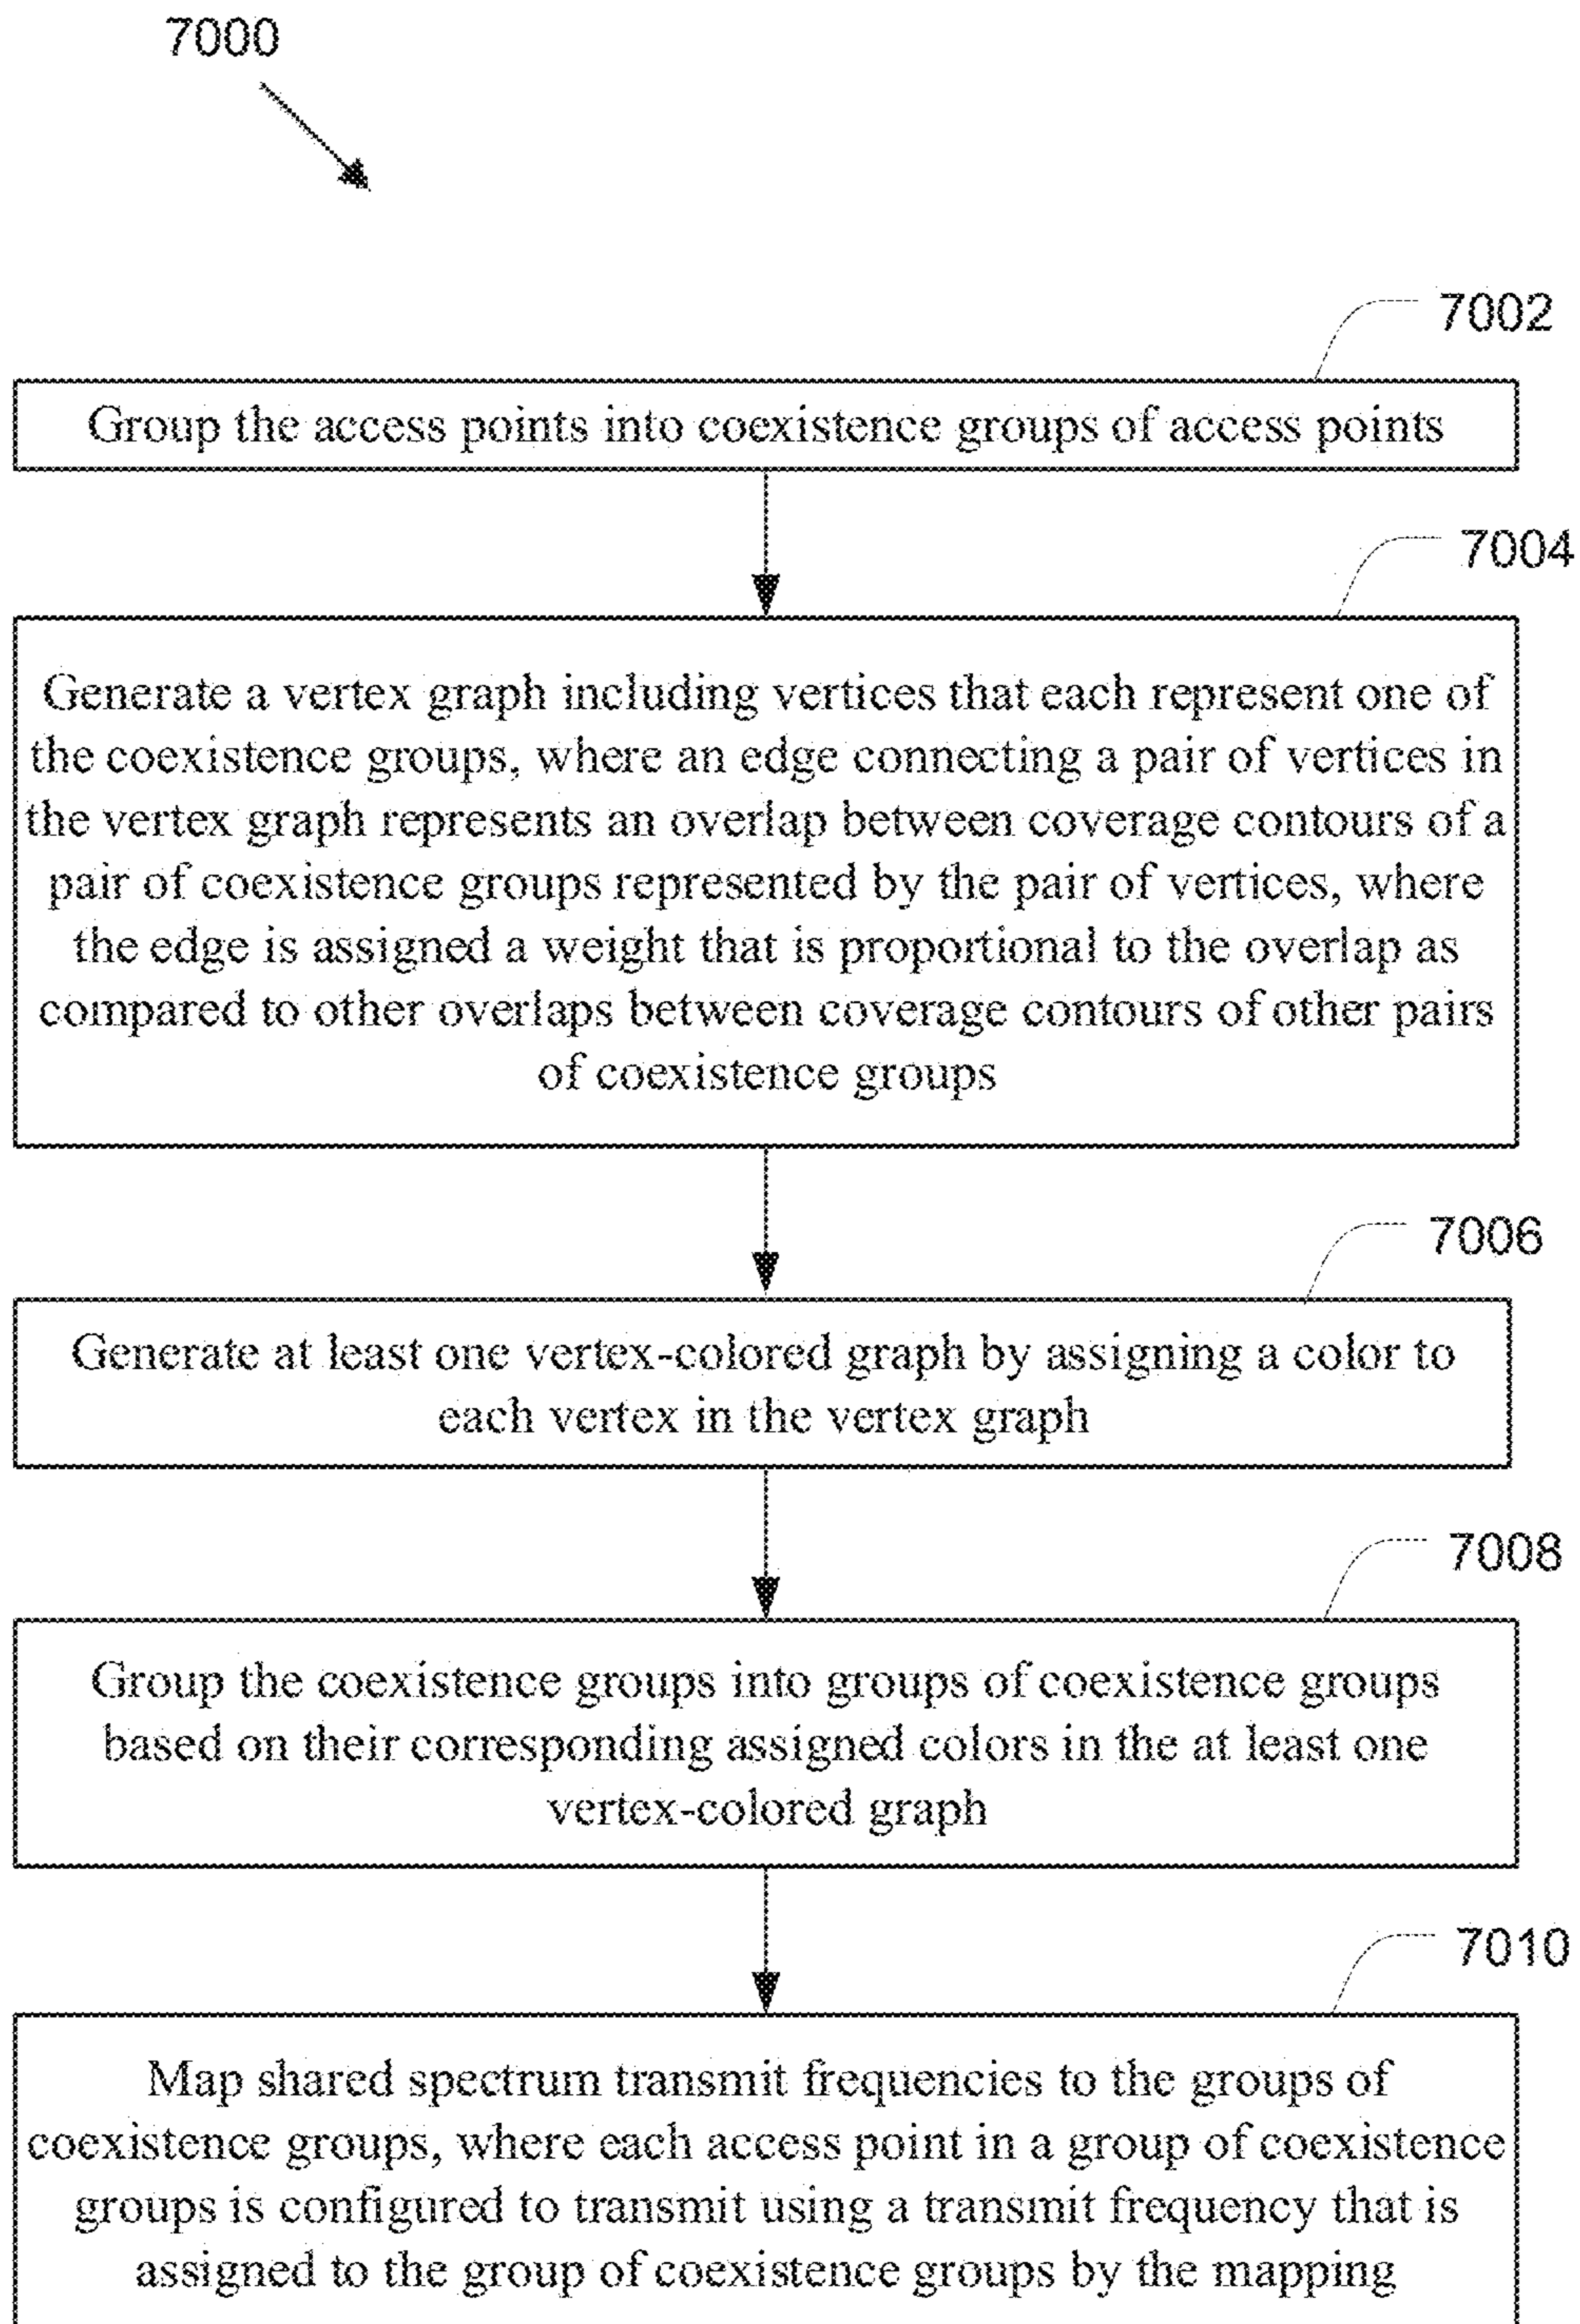 7000
7002
Group the access points into coexistence groups of access points
7004
Generate a vertex graph including vertices that each represent one of
the coexistence groups, where an edge connecting a pair of vertices in
the vertex graph represents an overlap between coverage contours of a
pair of coexistence groups represented by the pair of vertices, where
the edge is assigned a weight that is proportional to the overlap as
compared to other overlaps between coverage contours of other pairs
of coexistence groups
7006
Generate at least one vertex-colored graph by assigning a color to
each vertex in the vertex graph
7008
Group the coexistence groups into groups of coexistence groups
based on their corresponding assigned colors in the at least one
vertex-colored graph
7010
Map shared spectrum transmit frequencies to the groups of
coexistence groups, where each access point in a group of coexistence
groups is configured to transmit using a transmit frequency that is
assigned to the group of coexistence groups by the mapping